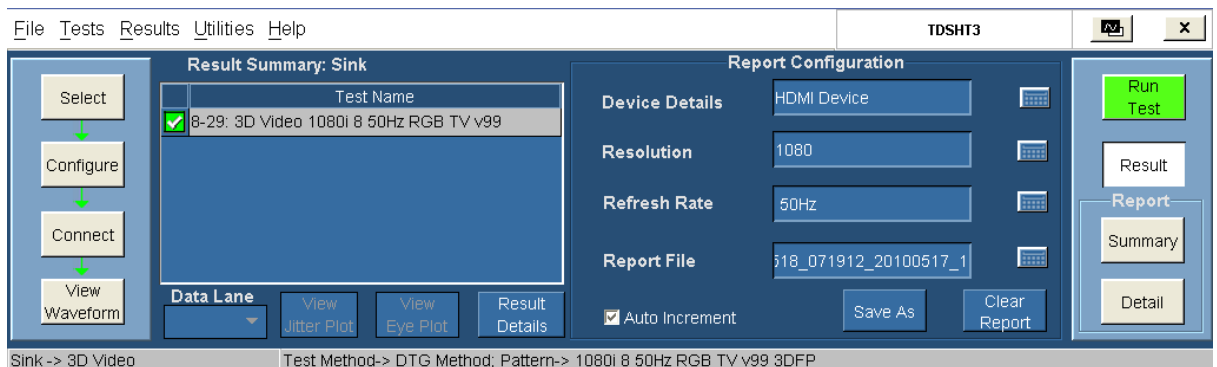 File Tests Results Utilities Help
TDSHT3
x
Select
Configure
Connect
View
Waveform
Result Summary: Sink
Test Name
8-29: 3D Video 1080i 8 50Hz RGB TV v99
Data Lane
View
Jitter Plot
View
Eye Plot
Result
Details
Report Configuration
Device Details
HDMI Device
Resolution
1080
Refresh Rate
50Hz
Report File
518_071912_20100517_1
Auto Increment
Save As
Clear
Report
Run
Test
Result
Report
Summary
Detail
Sink -> 3D Video
Test Method-> DTG Method; Pattern-> 1080i 8 50Hz RGB TV v99 3DFP